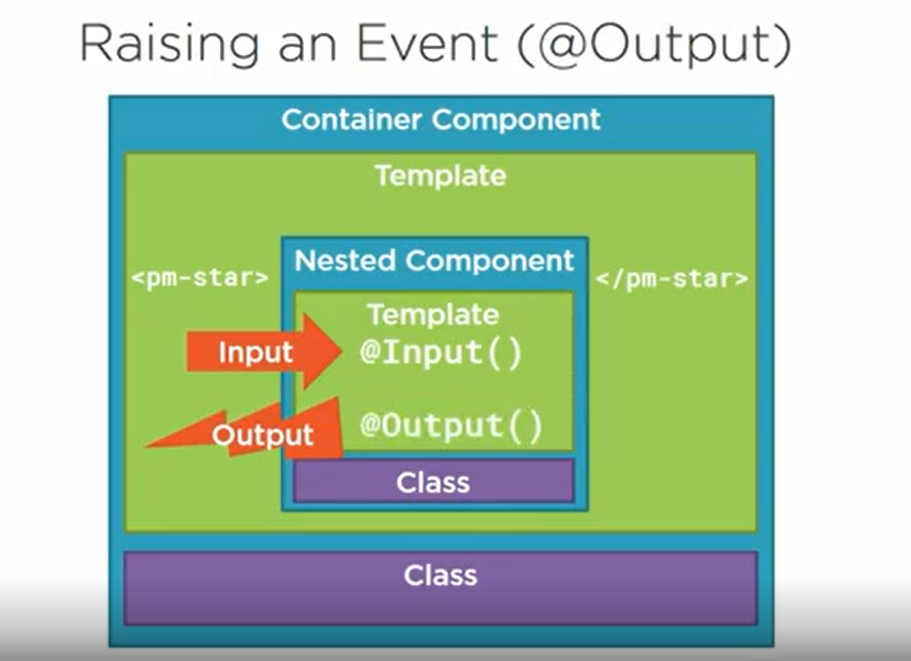 Raising an Event (@Output)
Container Component
Template
<pm-star>
Nested Component
</pm-star>
Template
Input
@Input()
Output
@Output()
Class
Class